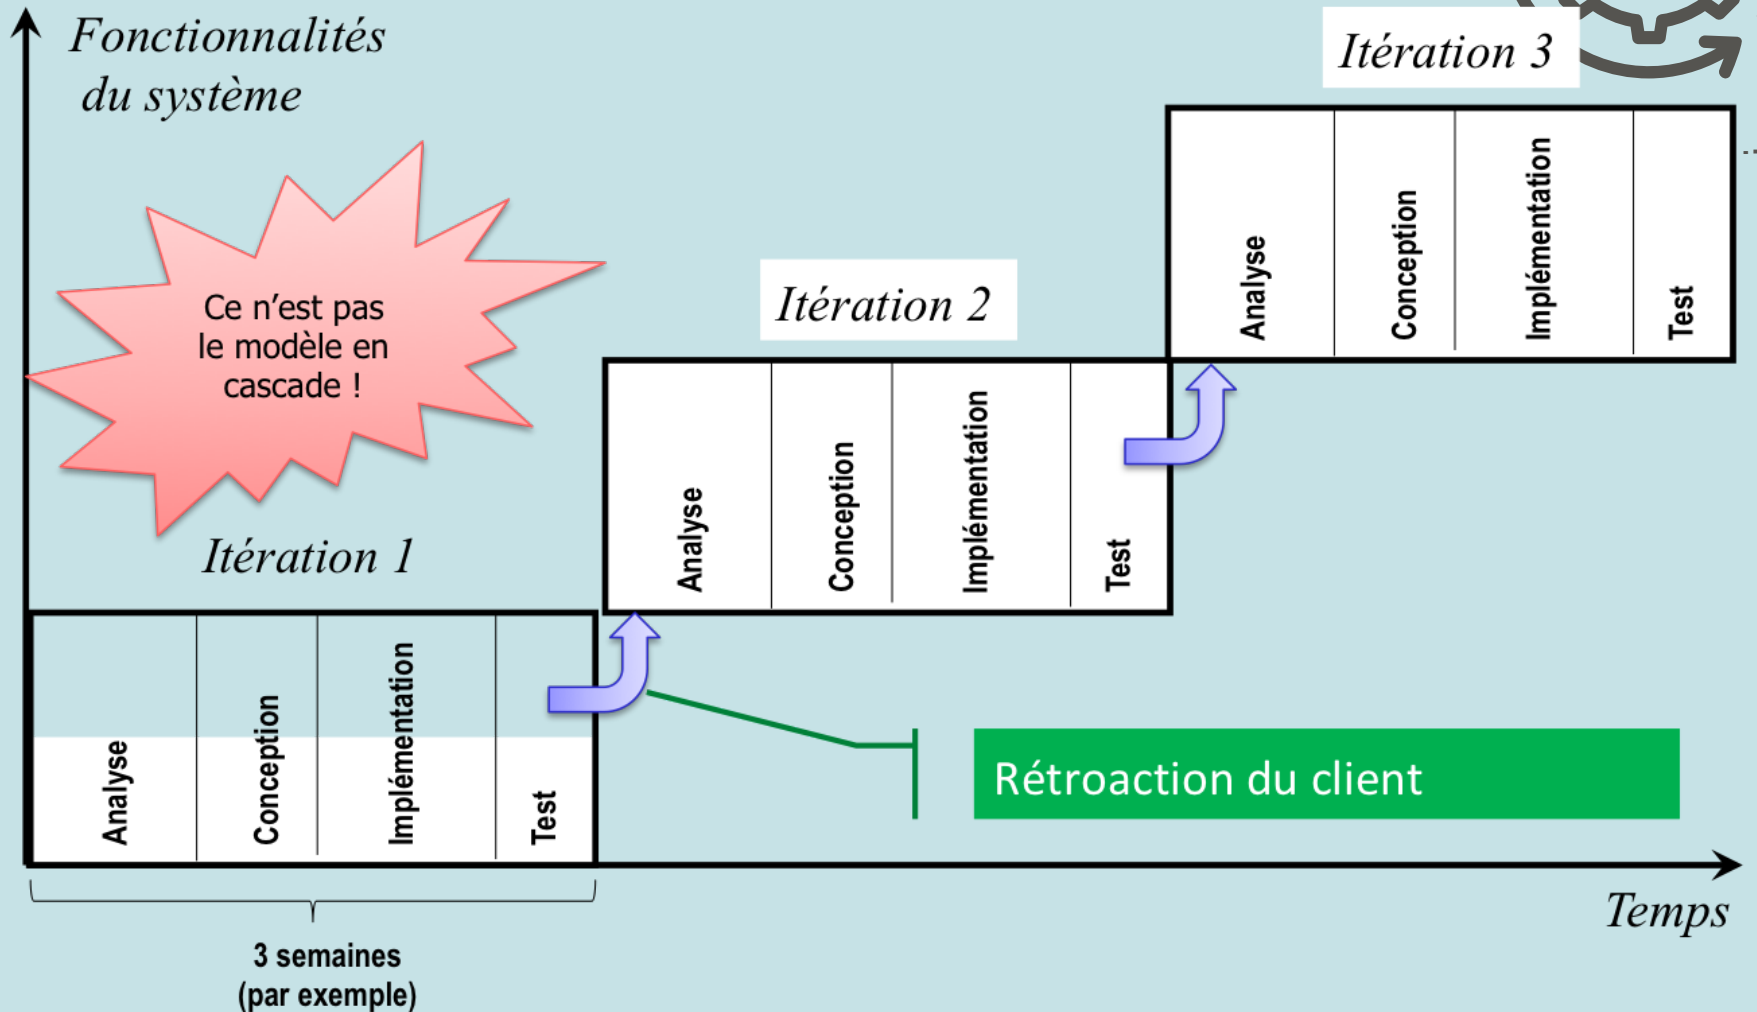 Fonctionnalités
du système
Itération 3
Analyse
Conception
Implémentation
Test
Ce n’est pas
le modèle en
cascade !
Itération 2
Analyse
Conception
Implémentation
Test
Itération 1
Analyse
Conception
Implémentation
Test
Rétroaction du client
Temps
3 semaines
(par exemple)